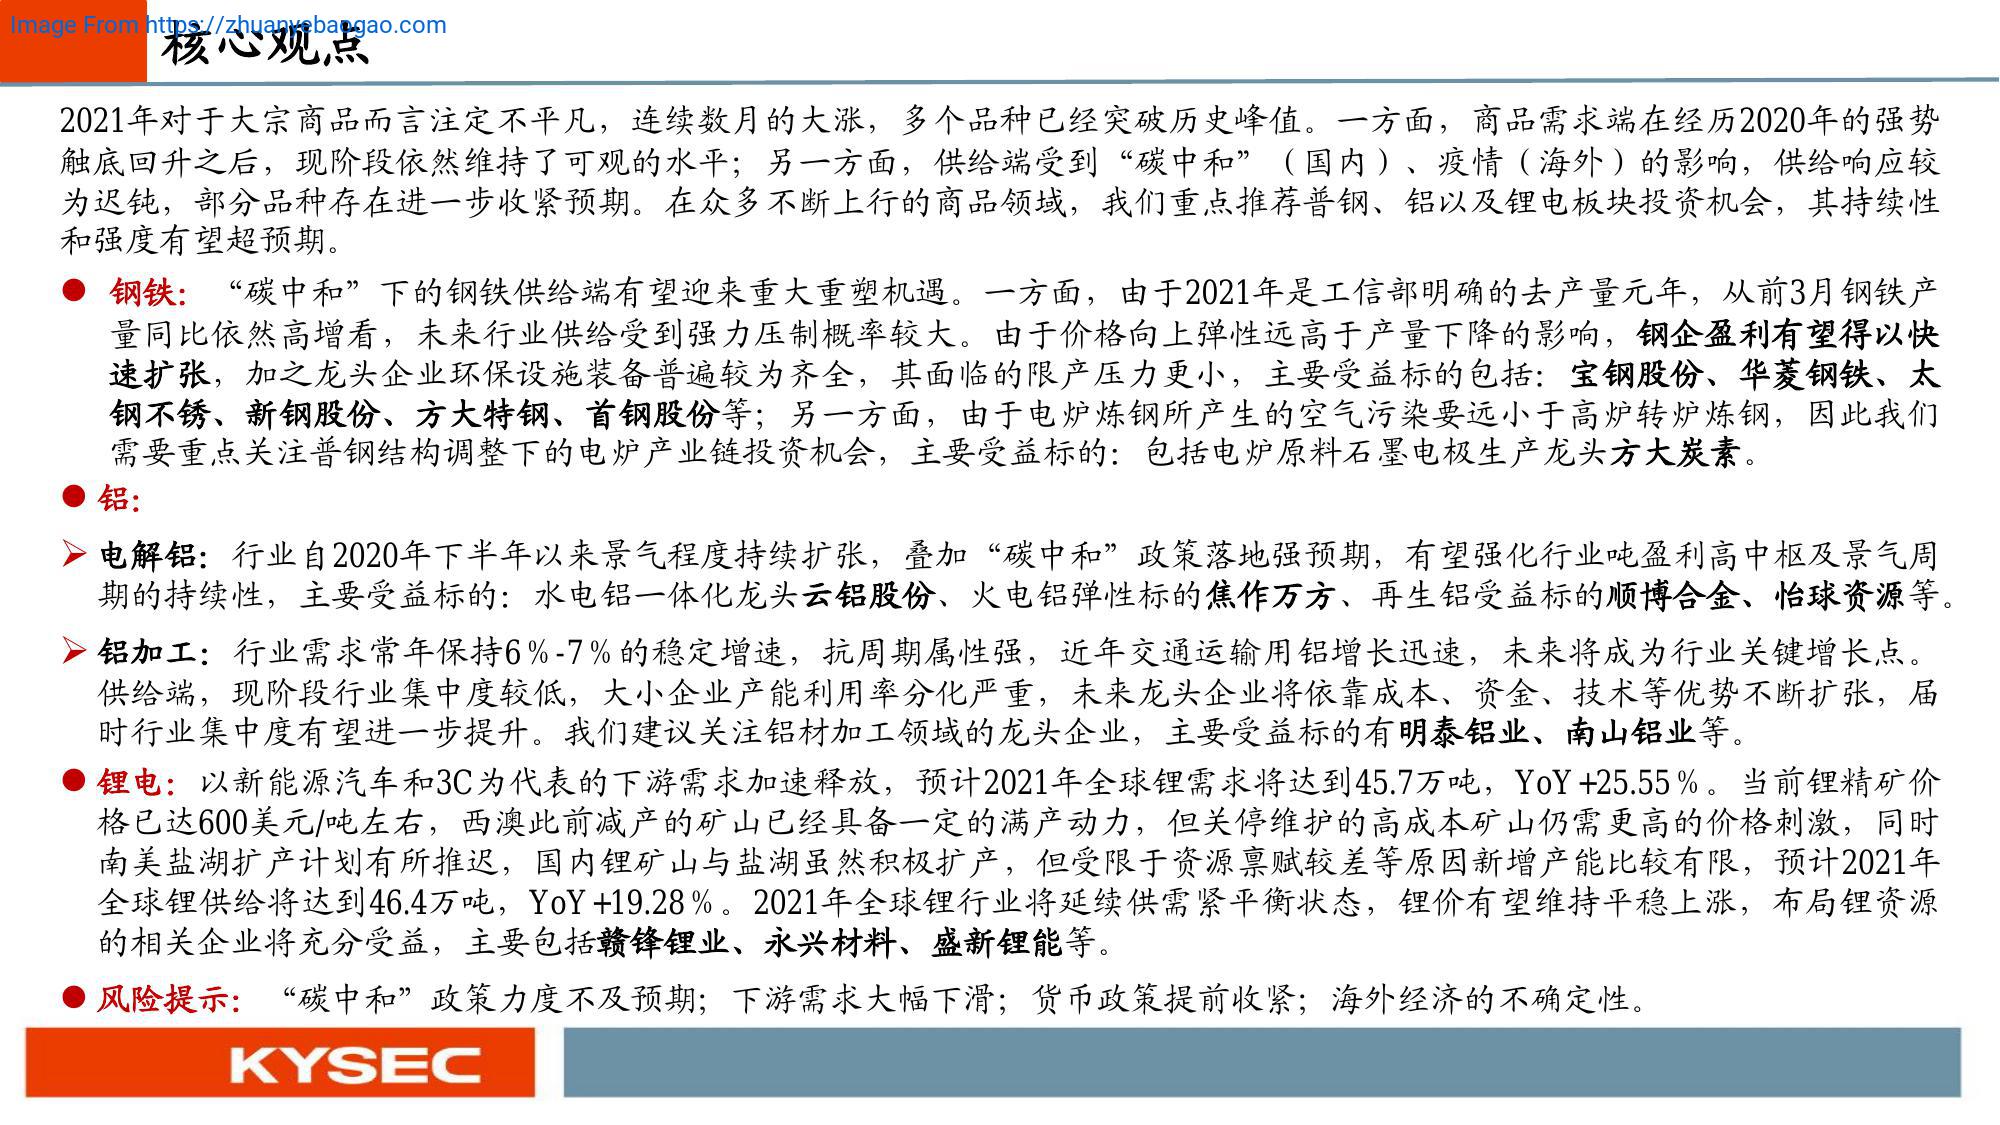 Image From https://zhuanyebaogao.com
核心观点
2021年对于大宗商品而言注定不平凡，连续数月的大涨，多个品种已经突破历史峰值。一方面，商品需求端在经历2020年的强势
触底回升之后，现阶段依然维持了可观的水平；另一方面，供给端受到“碳中和”（国内）、疫情（海外）的影响，供给响应较
为迟钝，部分品种存在进一步收紧预期。在众多不断上行的商品领域，我们重点推荐普钢、铝以及锂电板块投资机会，其持续性
和强度有望超预期。
● 钢铁：“碳中和”下的钢铁供给端有望迎来重大重塑机遇。一方面，由于2021年是工信部明确的去产量元年，从前3月钢铁产
量同比依然高增看，未来行业供给受到强力压制概率较大。由于价格向上弹性远高于产量下降的影响，钢企盈利有望得以快
速扩张，加之龙头企业环保设施装备普遍较为齐全，其面临的限产压力更小，主要受益标的包括：宝钢股份、华菱钢铁、太
钢不锈、新钢股份、方大特钢、首钢股份等；另一方面，由于电炉炼钢所产生的空气污染要远小于高炉转炉炼钢，因此我们
需要重点关注普钢结构调整下的电炉产业链投资机会，主要受益标的：包括电炉原料石墨电极生产龙头方大炭素。
● 铝：
➢ 电解铝：行业自2020年下半年以来景气程度持续扩张，叠加“碳中和”政策落地强预期，有望强化行业吨盈利高中枢及景气周
期的持续性，主要受益标的：水电铝一体化龙头云铝股份、火电铝弹性标的焦作万方、再生铝受益标的顺博合金、怡球资源等。
➢ 铝加工：行业需求常年保持6%-7%的稳定增速，抗周期属性强，近年交通运输用铝增长迅速，未来将成为行业关键增长点。
供给端，现阶段行业集中度较低，大小企业产能利用率分化严重，未来龙头企业将依靠成本、资金、技术等优势不断扩张，届
时行业集中度有望进一步提升。我们建议关注铝材加工领域的龙头企业，主要受益标的有明泰铝业、南山铝业等。
● 锂电：以新能源汽车和3C为代表的下游需求加速释放，预计2021年全球锂需求将达到45.7万吨，YoY+25.55%。当前锂精矿价
格已达600美元/吨左右，西澳此前减产的矿山已经具备一定的满产动力，但关停维护的高成本矿山仍需更高的价格刺激，同时
南美盐湖扩产计划有所推迟，国内锂矿山与盐湖虽然积极扩产，但受限于资源禀赋较差等原因新增产能比较有限，预计2021年
全球锂供给将达到46.4万吨，YoY+19.28%。2021年全球锂行业将延续供需紧平衡状态，锂价有望维持平稳上涨，布局锂资源
的相关企业将充分受益，主要包括赣锋锂业、永兴材料、盛新锂能等。
● 风险提示：“碳中和”政策力度不及预期；下游需求大幅下滑；货币政策提前收紧；海外经济的不确定性。
KYSEC